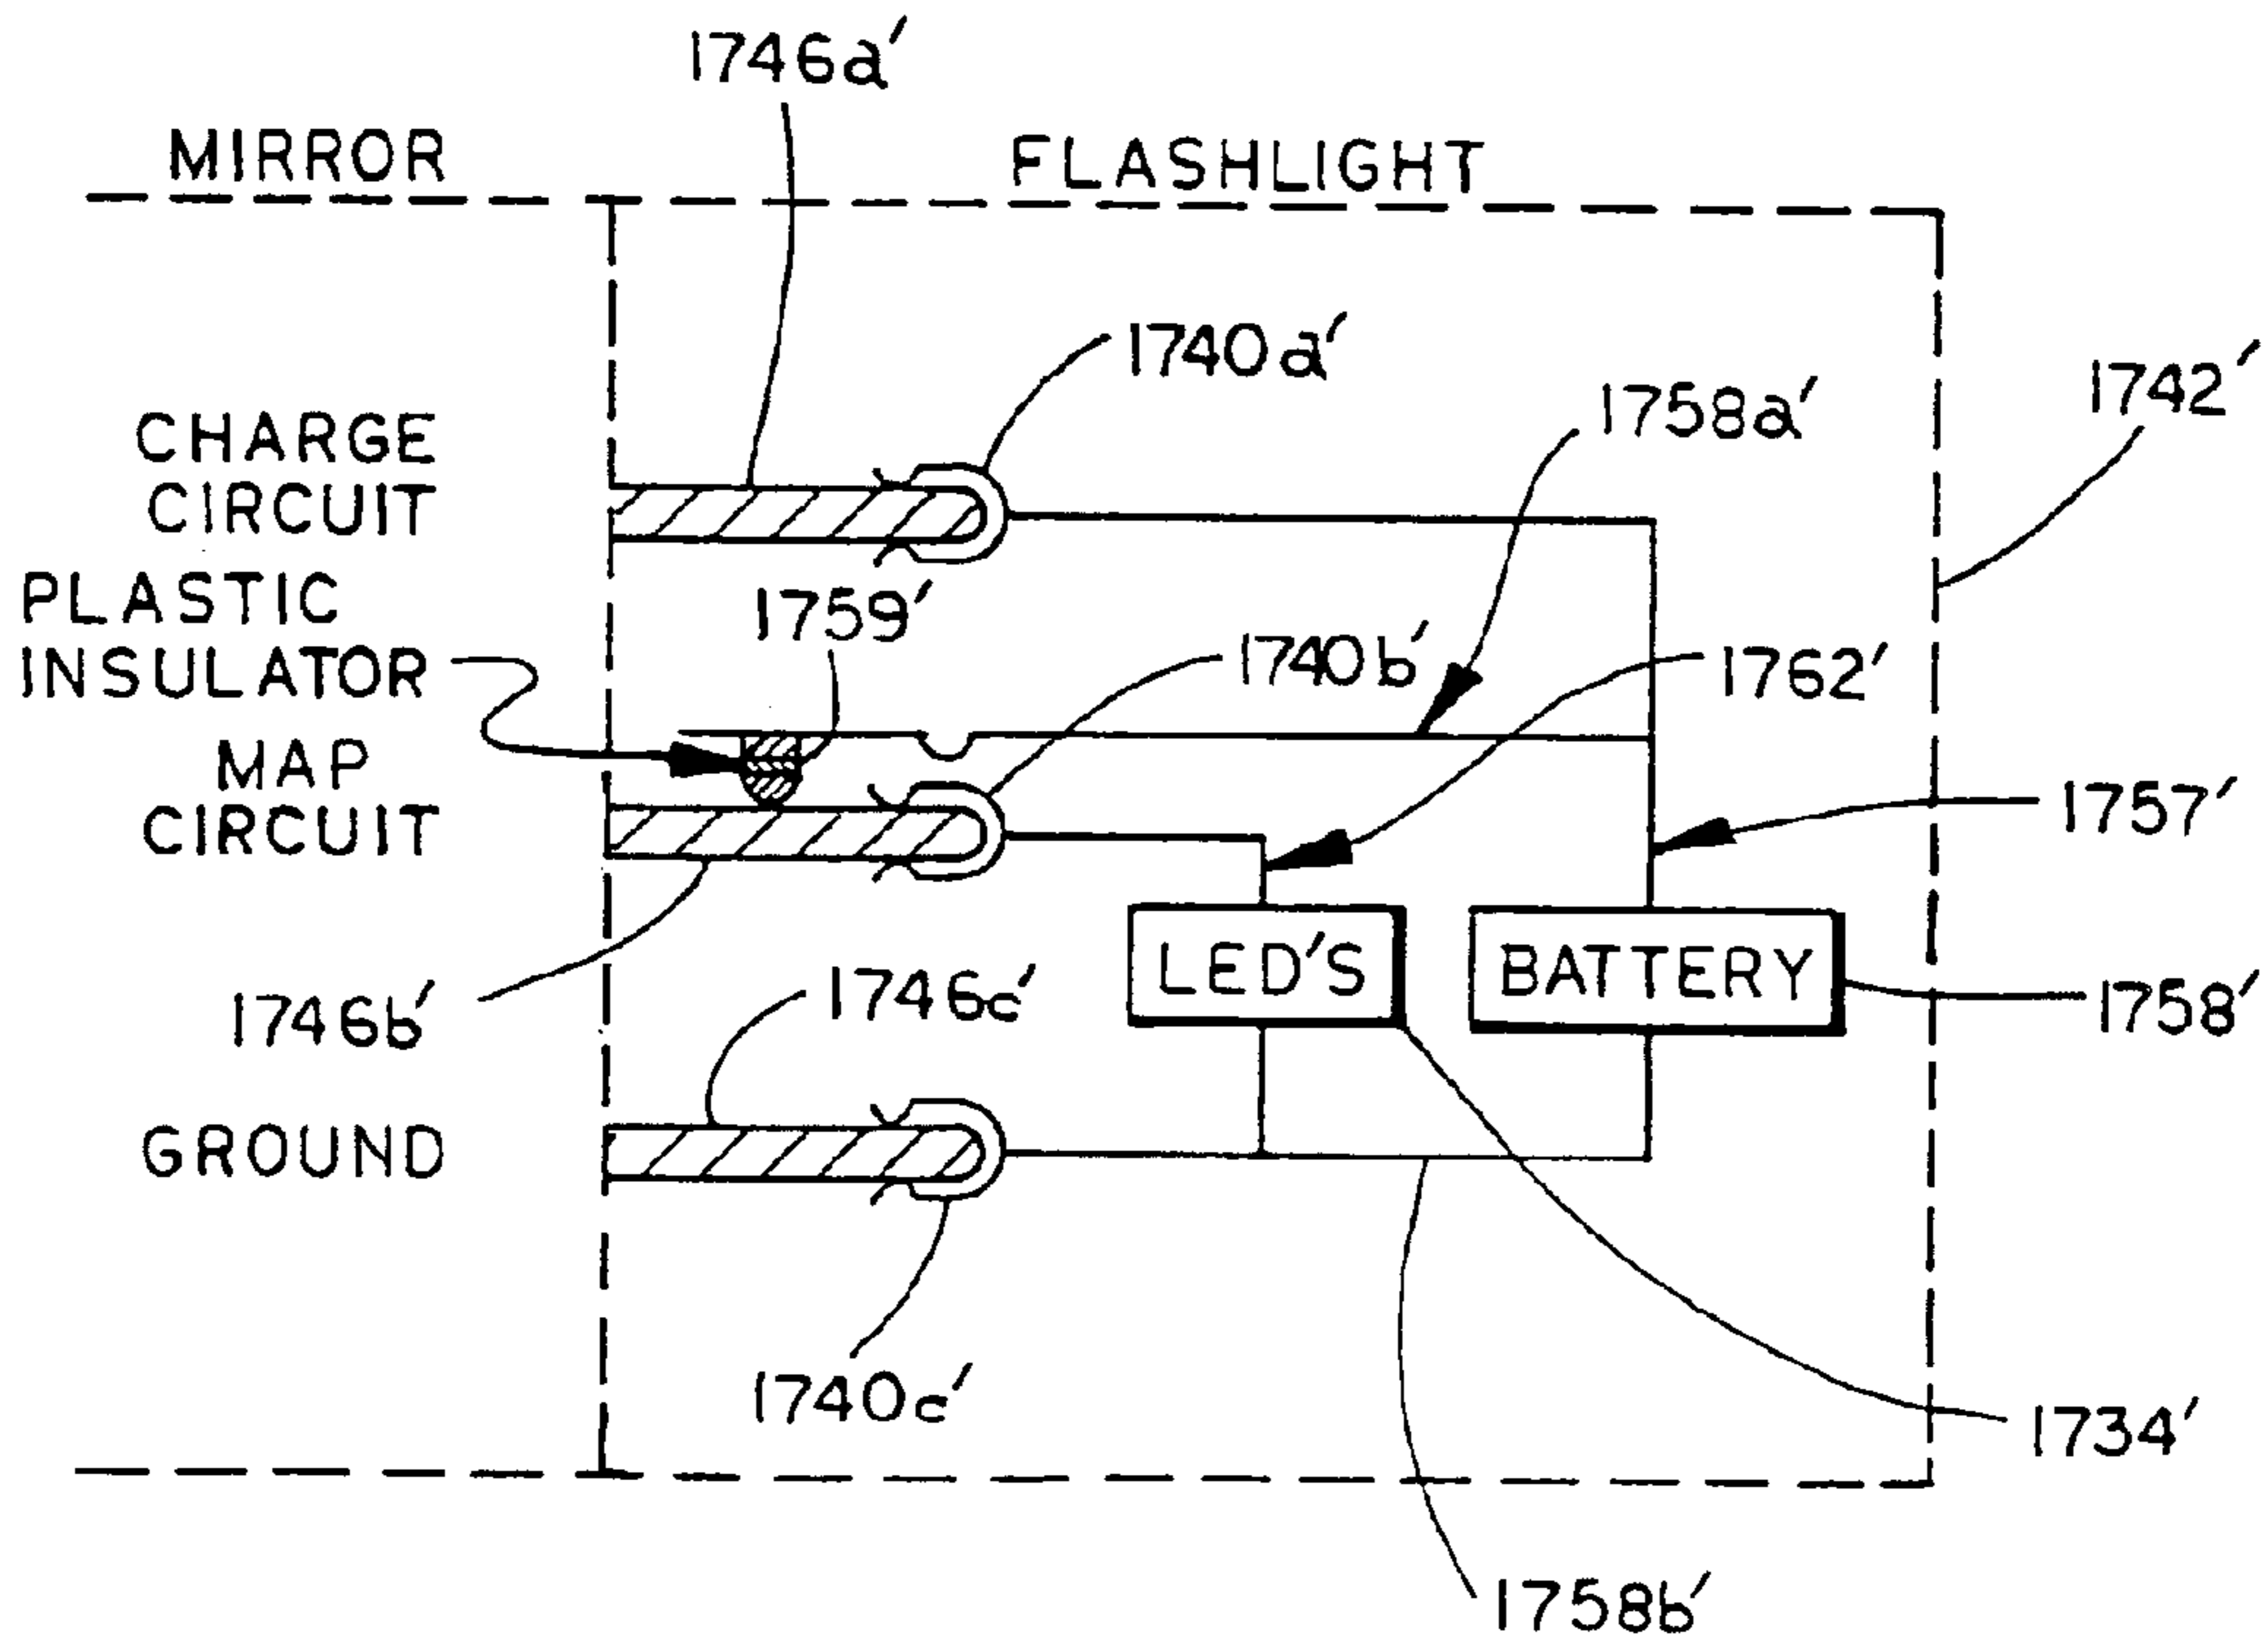 1746a′
MIRROR
FLASHLIGHT
1740a′
1758a′
1742′
CHARGE
CIRCUIT
PLASTIC
INSULATOR
1759′
1740b′
1762′
MAP
CIRCUIT
1757′
LED'S
BATTERY
1746b′
1746c′
1758′
GROUND
1740c′
1734′
1758b′